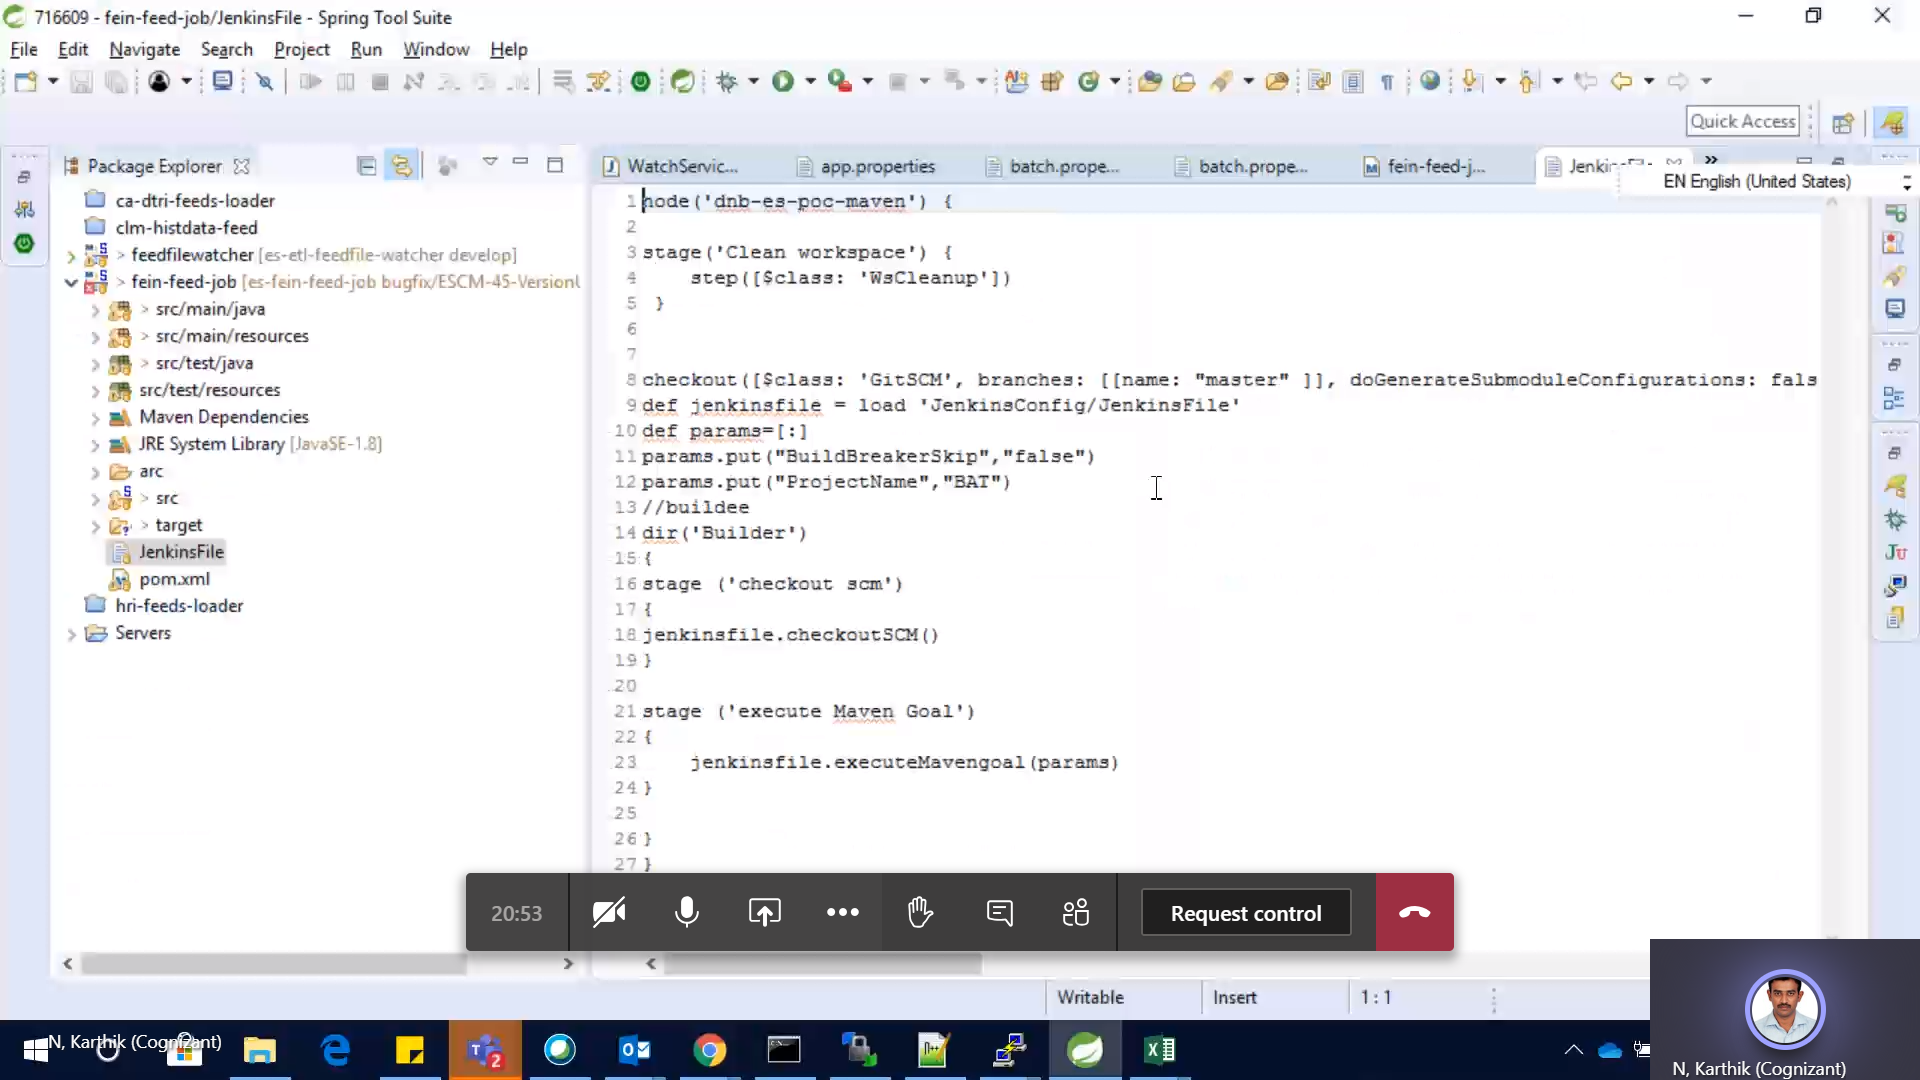 716609 - fein-feed-job/JenkinsFile - Spring Tool Suite
File Edit Navigate Search Project Run Window Help
Quick Access
Package Explorer
WatchServic...
app.properties
batch.prope...
batch.prope...
fein-feed-j...
EN English (United States)
ca-dtri-feeds-loader
clm-histdata-feed
> feedfilewatcher [es-etl-feedfile-watcher develop]
> fein-feed-job [es-fein-feed-job bugfix/ESCM-45-Version
> src/main/java
> src/main/resources
> src/test/java
src/test/resources
Maven Dependencies
JRE System Library [JavaSE-1.8]
arc
> src
> target
JenkinsFile
pom.xml
hri-feeds-loader
Servers
1 node('dnb-es-poc-maven') {
2
3 stage('Clean workspace') {
4 step([$class: 'WsCleanup'])
5 }
6
7
8 checkout([$class: 'GitSCM', branches: [[name: "master" ]], doGenerateSubmoduleConfigurations: fals
9 def jenkinsfile = load 'JenkinsConfig/JenkinsFile'
10 def params=[:]
11 params.put("BuildBreakerSkip","false")
12 params.put("ProjectName","BAT")
13 //buildee
14 dir('Builder')
15 {
16 stage ('checkout scm')
17 {
18 jenkinsfile.checkoutSCM()
19 }
20
21 stage ('execute Maven Goal')
22 {
23 jenkinsfile.executeMavengoal(params)
24 }
25
26 }
27 }
20:53
Request control
Writable Insert 1 : 1
N, Karthik (Cognizant)
N, Karthik (Cognizant)